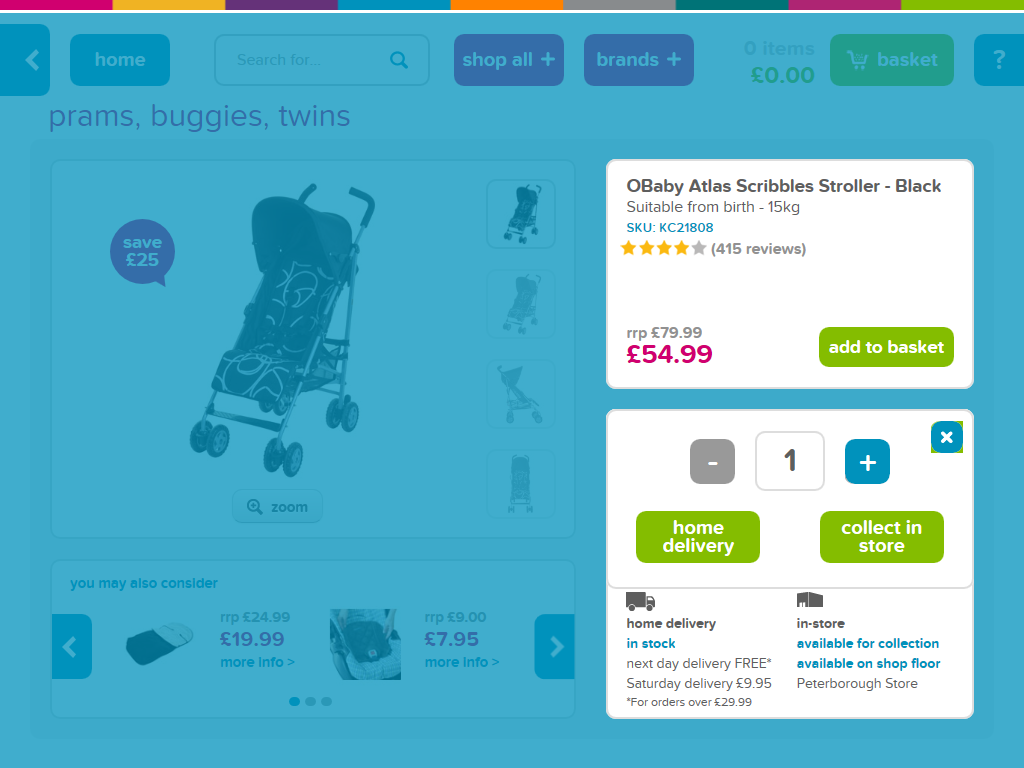 home
Search for...
shop all +
brands +
0 items
£0.00
basket
?
prams, buggies, twins
save
£25
zoom
OBaby Atlas Scribbles Stroller - Black
Suitable from birth - 15kg
SKU: KC21808
(415 reviews)
rrp £79.99
£54.99
add to basket
- 1 +
home
delivery
collect in
store
you may also consider
rrp £24.99
£19.99
more info >
rrp £9.00
£7.95
more info >
home delivery
in stock
next day delivery FREE*
Saturday delivery £9.95
*For orders over £29.99
in-store
available for collection
available on shop floor
Peterborough Store